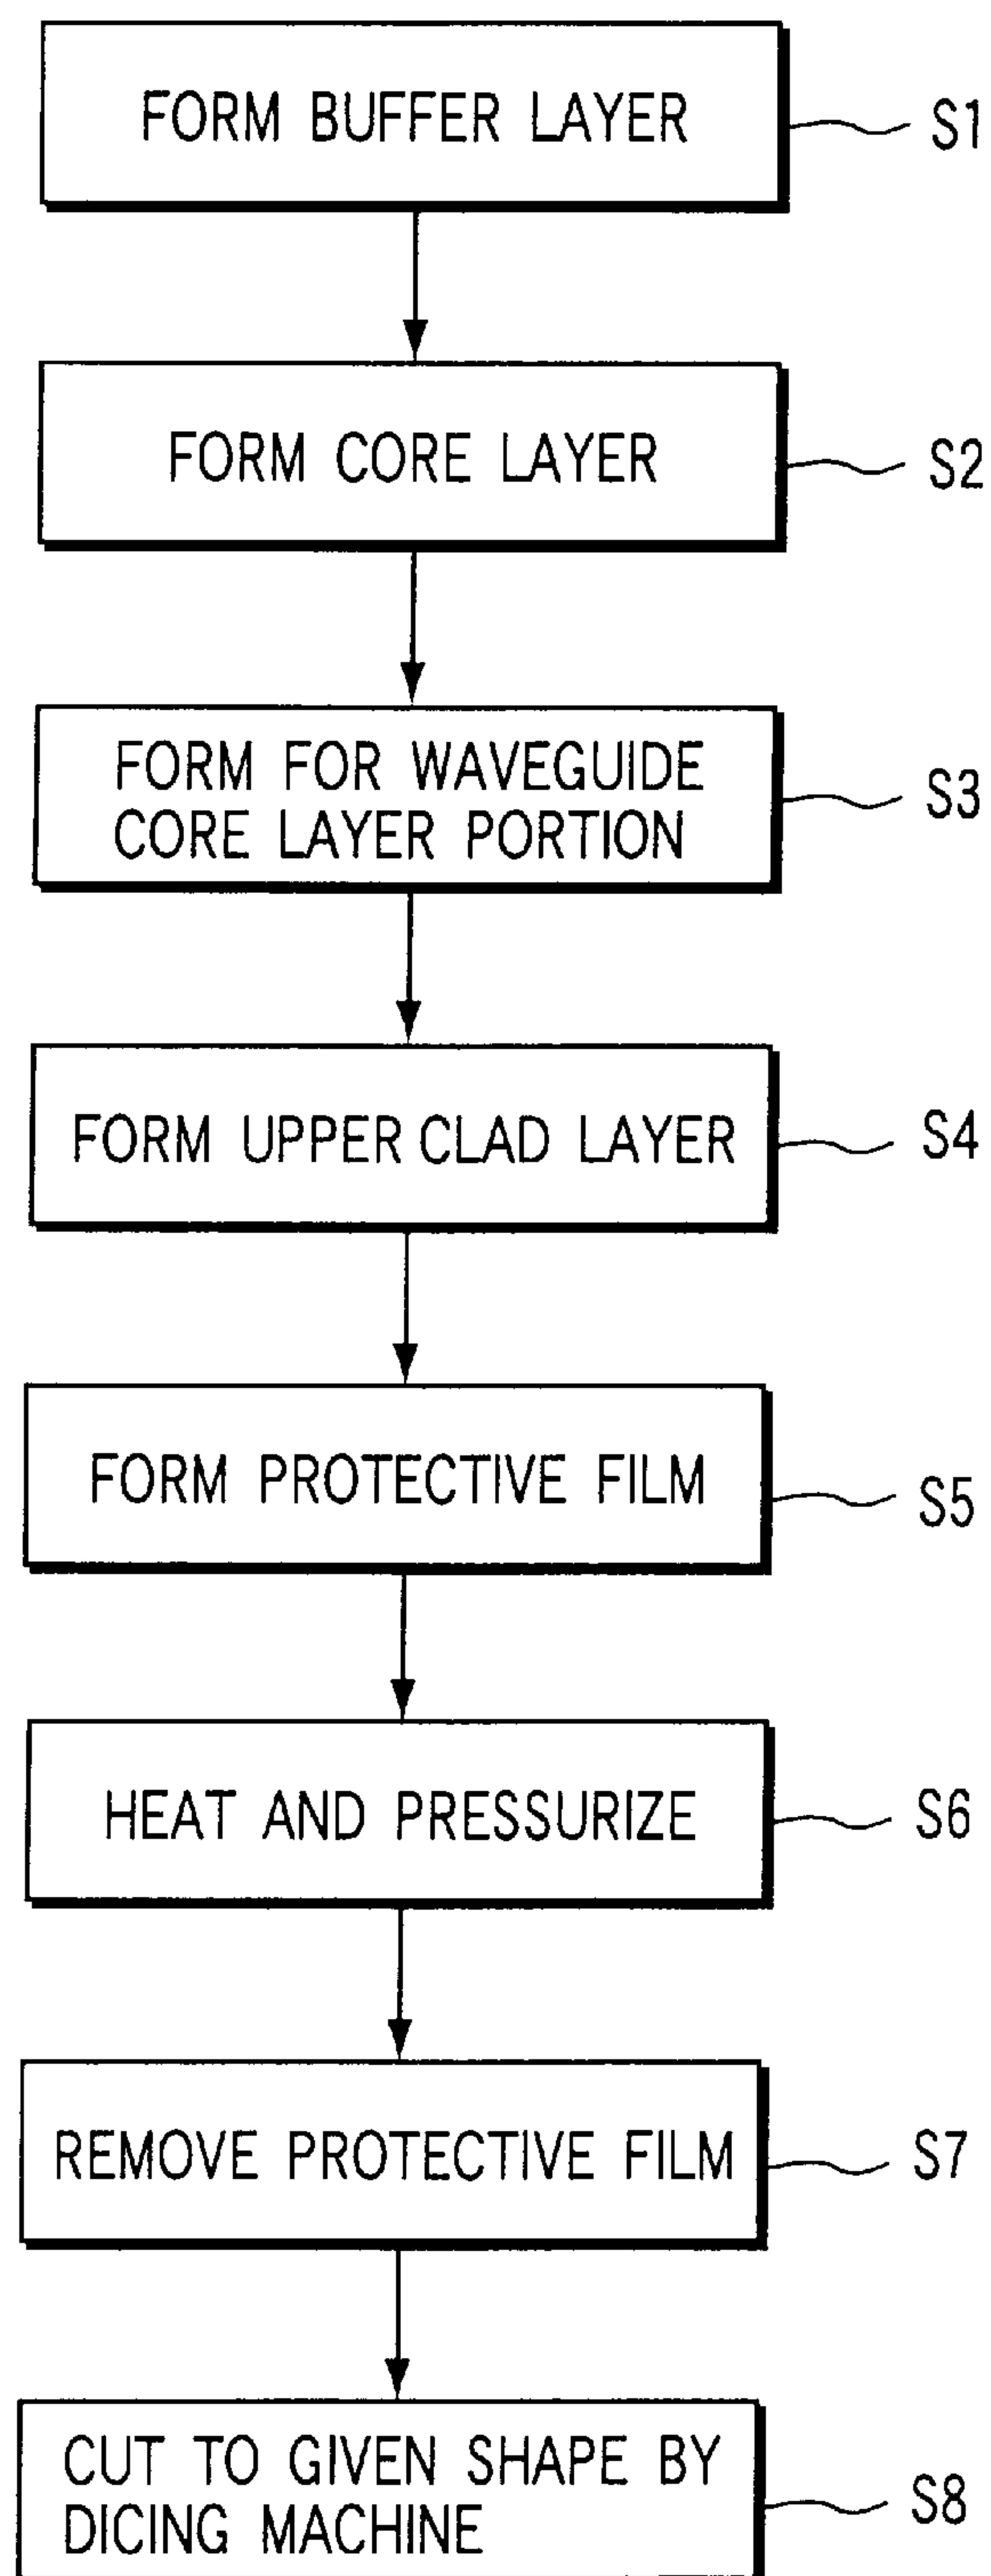 FORM BUFFER LAYER
S1
FORM CORE LAYER
S2
FORM FOR WAVEGUIDE
CORE LAYER PORTION
S3
FORM UPPER CLAD LAYER
S4
FORM PROTECTIVE FILM
S5
HEAT AND PRESSURIZE
S6
REMOVE PROTECTIVE FILM
S7
CUT TO GIVEN SHAPE BY
DICING MACHINE
S8